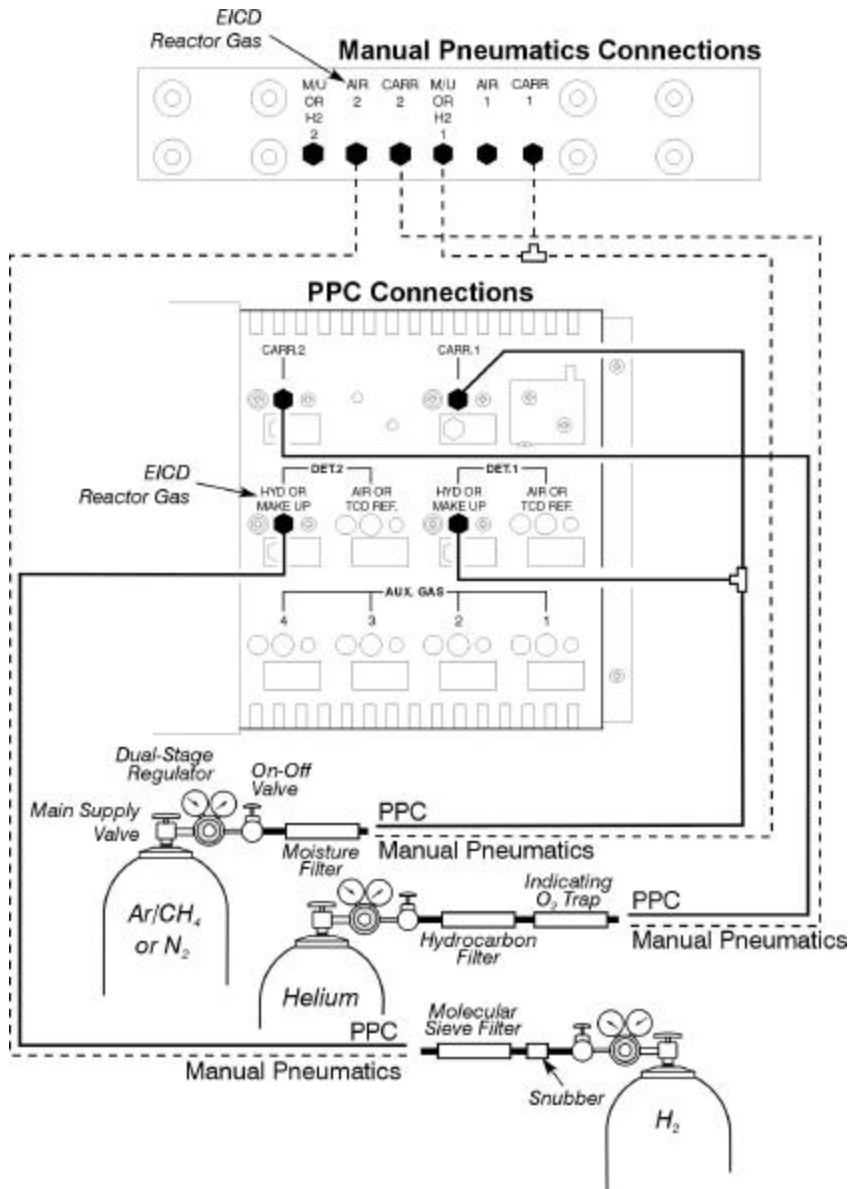 EICD
Reactor Gas
Manual Pneumatics Connections
M/U OR H2 2
AIR 2
CARR 2
M/U OR H2 1
AIR 1
CARR 1
PPC Connections
CARR.2
CARR.1
EICD
Reactor Gas
DET.2
DET.1
HYD OR
MAKE UP
AIR OR
TCD REF.
HYD OR
MAKE UP
AIR OR
TCD REF.
AUX. GAS
4 3 2 1
Dual-Stage
Regulator
On-Off
Valve
Main Supply
Valve
PPC
Manual Pneumatics
Moisture
Filter
Ar/CH₄
or N₂
Indicating
O₂ Trap
PPC
Manual Pneumatics
Hydrocarbon
Filter
Helium
Molecular
Sieve Filter
PPC
Manual Pneumatics
Snubber
H₂